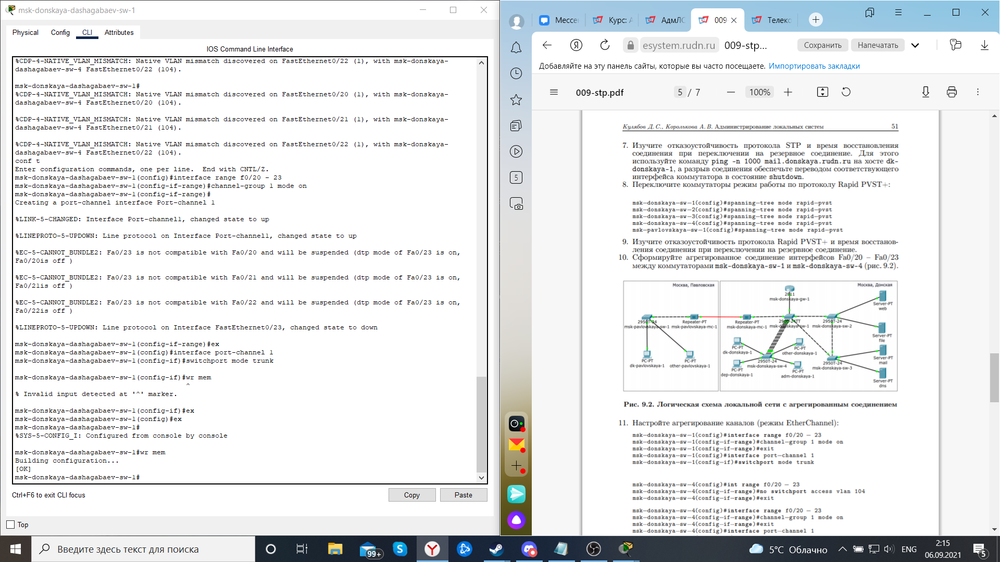 msk-donskaya-dashagabaev-sw-1
Physical Config CLI Attributes
IOS Command Line Interface
%CDP-4-NATIVE_VLAN_MISMATCH: Native VLAN mismatch discovered on FastEthernet0/22 (1), with msk-donskaya-
dashagabaev-sw-4 FastEthernet0/22 (104).
msk-donskaya-dashagabaev-sw-1#
%CDP-4-NATIVE_VLAN_MISMATCH: Native VLAN mismatch discovered on FastEthernet0/20 (1), with msk-donskaya-
dashagabaev-sw-4 FastEthernet0/20 (104).
%CDP-4-NATIVE_VLAN_MISMATCH: Native VLAN mismatch discovered on FastEthernet0/21 (1), with msk-donskaya-
dashagabaev-sw-4 FastEthernet0/21 (104).
%CDP-4-NATIVE_VLAN_MISMATCH: Native VLAN mismatch discovered on FastEthernet0/22 (1), with msk-donskaya-
dashagabaev-sw-4 FastEthernet0/22 (104).
conf t
Enter configuration commands, one per line.  End with CNTL/Z.
msk-donskaya-dashagabaev-sw-1(config)#interface range f0/20 - 23
msk-donskaya-dashagabaev-sw-1(config-if-range)#channel-group 1 mode on
msk-donskaya-dashagabaev-sw-1(config-if-range)#
Creating a port-channel interface Port-channel 1
%LINK-5-CHANGED: Interface Port-channel1, changed state to up
%LINEPROTO-5-UPDOWN: Line protocol on Interface Port-channel1, changed state to up
%EC-5-CANNOT_BUNDLE2: Fa0/23 is not compatible with Fa0/20 and will be suspended (dtp mode of Fa0/23 is on,
Fa0/20is off )
%EC-5-CANNOT_BUNDLE2: Fa0/23 is not compatible with Fa0/21 and will be suspended (dtp mode of Fa0/23 is on,
Fa0/21is off )
%EC-5-CANNOT_BUNDLE2: Fa0/23 is not compatible with Fa0/22 and will be suspended (dtp mode of Fa0/23 is on,
Fa0/22is off )
%LINEPROTO-5-UPDOWN: Line protocol on Interface FastEthernet0/23, changed state to down
msk-donskaya-dashagabaev-sw-1(config-if-range)#ex
msk-donskaya-dashagabaev-sw-1(config)#interface port-channel 1
msk-donskaya-dashagabaev-sw-1(config-if)#switchport mode trunk
msk-donskaya-dashagabaev-sw-1(config-if)#wr mem
^
% Invalid input detected at '^' marker.
msk-donskaya-dashagabaev-sw-1(config-if)#ex
msk-donskaya-dashagabaev-sw-1(config)#ex
msk-donskaya-dashagabaev-sw-1#
%SYS-5-CONFIG_I: Configured from console by console
msk-donskaya-dashagabaev-sw-1#wr mem
Building configuration...
[OK]
msk-donskaya-dashagabaev-sw-1#
Ctrl+F6 to exit CLI focus
Copy Paste
Top
Мессе Курс: А АдмЛС 009 Телекс
esystem.rudn.ru 009-stp... Сохранить Напечатать
Добавляйте на эту панель сайты, которые вы часто посещаете. Импортировать закладки
009-stp.pdf 5 / 7 100%
5
Кулябов Д. С., Королькова А. В. Администрирование локальных систем 51
7. Изучите отказоустойчивость протокола STP и время восстановления
соединения при переключении на резервное соединение. Для этого
используйте команду ping -n 1000 mail.donskaya.rudn.ru на хосте dk-
donskaya-1, а разрыв соединения обеспечьте переводом соответствующего
интерфейса коммутатора в состояние shutdown.
8. Переключите коммутаторы режим работы по протоколу Rapid PVST+:
msk-donskaya-sw-1(config)#spanning-tree mode rapid-pvst
msk-donskaya-sw-2(config)#spanning-tree mode rapid-pvst
msk-donskaya-sw-3(config)#spanning-tree mode rapid-pvst
msk-donskaya-sw-4(config)#spanning-tree mode rapid-pvst
msk-pavlovskaya-sw-1(config)#spanning-tree mode rapid-pvst
9. Изучите отказоустойчивость протокола Rapid PVST+ и время восстанов-
ления соединения при переключении на резервное соединение.
10. Сформируйте агрегированное соединение интерфейсов Fa0/20 – Fa0/23
между коммутаторами msk-donskaya-sw-1 и msk-donskaya-sw-4 (рис. 9.2).
Москва, Павловская
Москва, Донская
2811
msk-donskaya-gw-1
Server-PT
web
2950T-24
msk-pavlovskaya-sw-1
Repeater-PT
msk-pavlovskaya-mc-1
Repeater-PT
msk-donskaya-mc-1
msk-donskaya-sw-1
2950T-24
msk-donskaya-sw-2
Server-PT
file
PC-PT
dk-donskaya-1
PC-PT
other-donskaya-1
PC-PT
dk-pavlovskaya-1
PC-PT
other-pavlovskaya-1
2950T-24
msk-donskaya-sw-4
PC-PT
dep-donskaya-1
PC-PT
adm-donskaya-1
2950T-24
msk-donskaya-sw-3
Server-PT
mail
Server-PT
dns
Рис. 9.2. Логическая схема локальной сети с агрегированным соединением
11. Настройте агрегирование каналов (режим EtherChannel):
msk-donskaya-sw-1(config)#interface range f0/20 – 23
msk-donskaya-sw-1(config-if-range)#channel-group 1 mode on
msk-donskaya-sw-1(config-if-range)#exit
msk-donskaya-sw-1(config)#interface port-channel 1
msk-donskaya-sw-1(config-if)#switchport mode trunk
msk-donskaya-sw-4(config)#int range f0/20 – 23
msk-donskaya-sw-4(config-if-range)#no switchport access vlan 104
msk-donskaya-sw-4(config-if-range)#exit
msk-donskaya-sw-4(config)#interface range f0/20 – 23
msk-donskaya-sw-4(config-if-range)#channel-group 1 mode on
msk-donskaya-sw-4(config-if-range)#exit
msk-donskaya-sw-4(config)#interface port-channel 1
Введите здесь текст для поиска
99+
5°C Облачно
ENG
2:15
06.09.2021
5